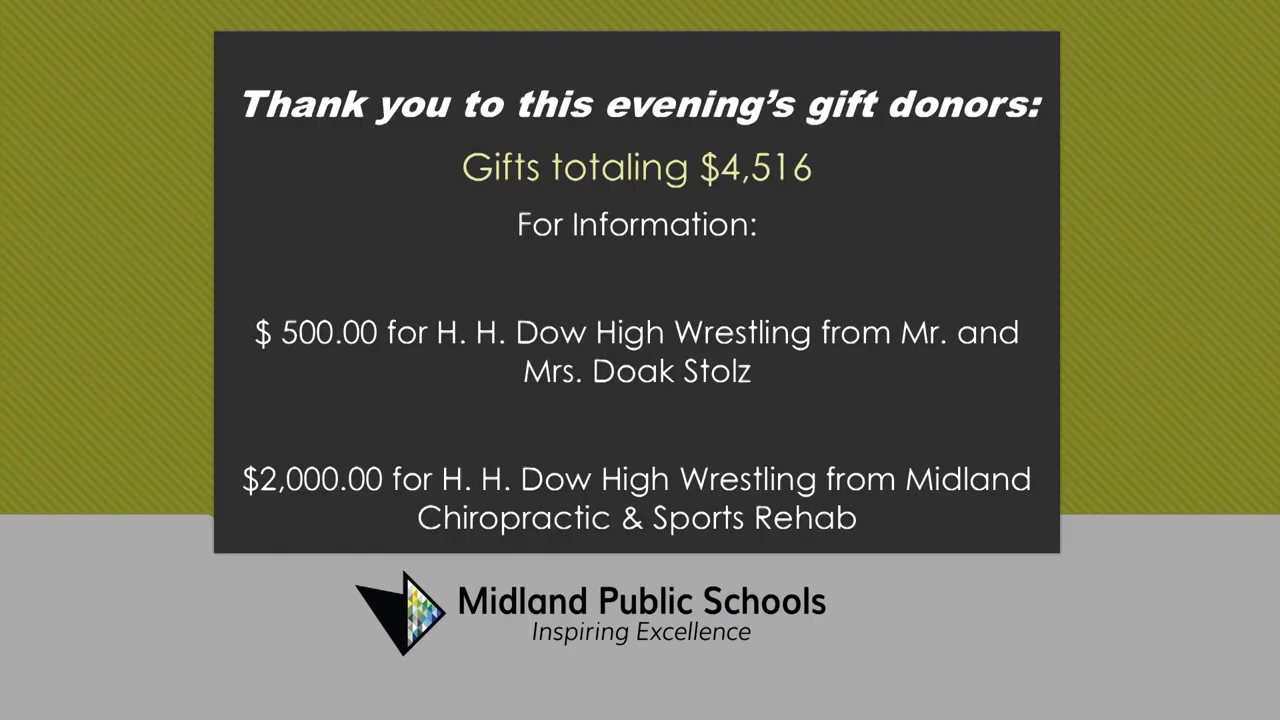 Thank you to this evening's gift donors:
Gifts totaling $4,516
For Information:
$ 500.00 for H. H. Dow High Wrestling from Mr. and
Mrs. Doak Stolz
$2,000.00 for H. H. Dow High Wrestling from Midland
Chiropractic & Sports Rehab
Midland Public Schools
Inspiring Excellence